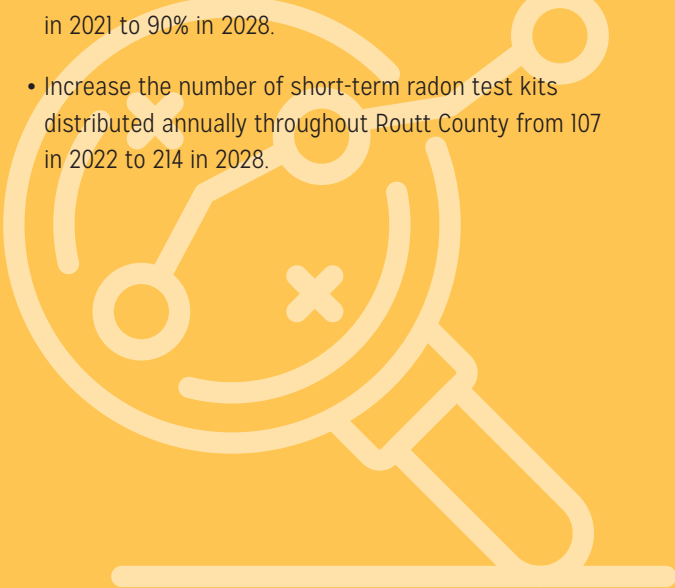 in 2021 to 90% in 2028.
• Increase the number of short-term radon test kits
distributed annually throughout Routt County from 107
in 2022 to 214 in 2028.